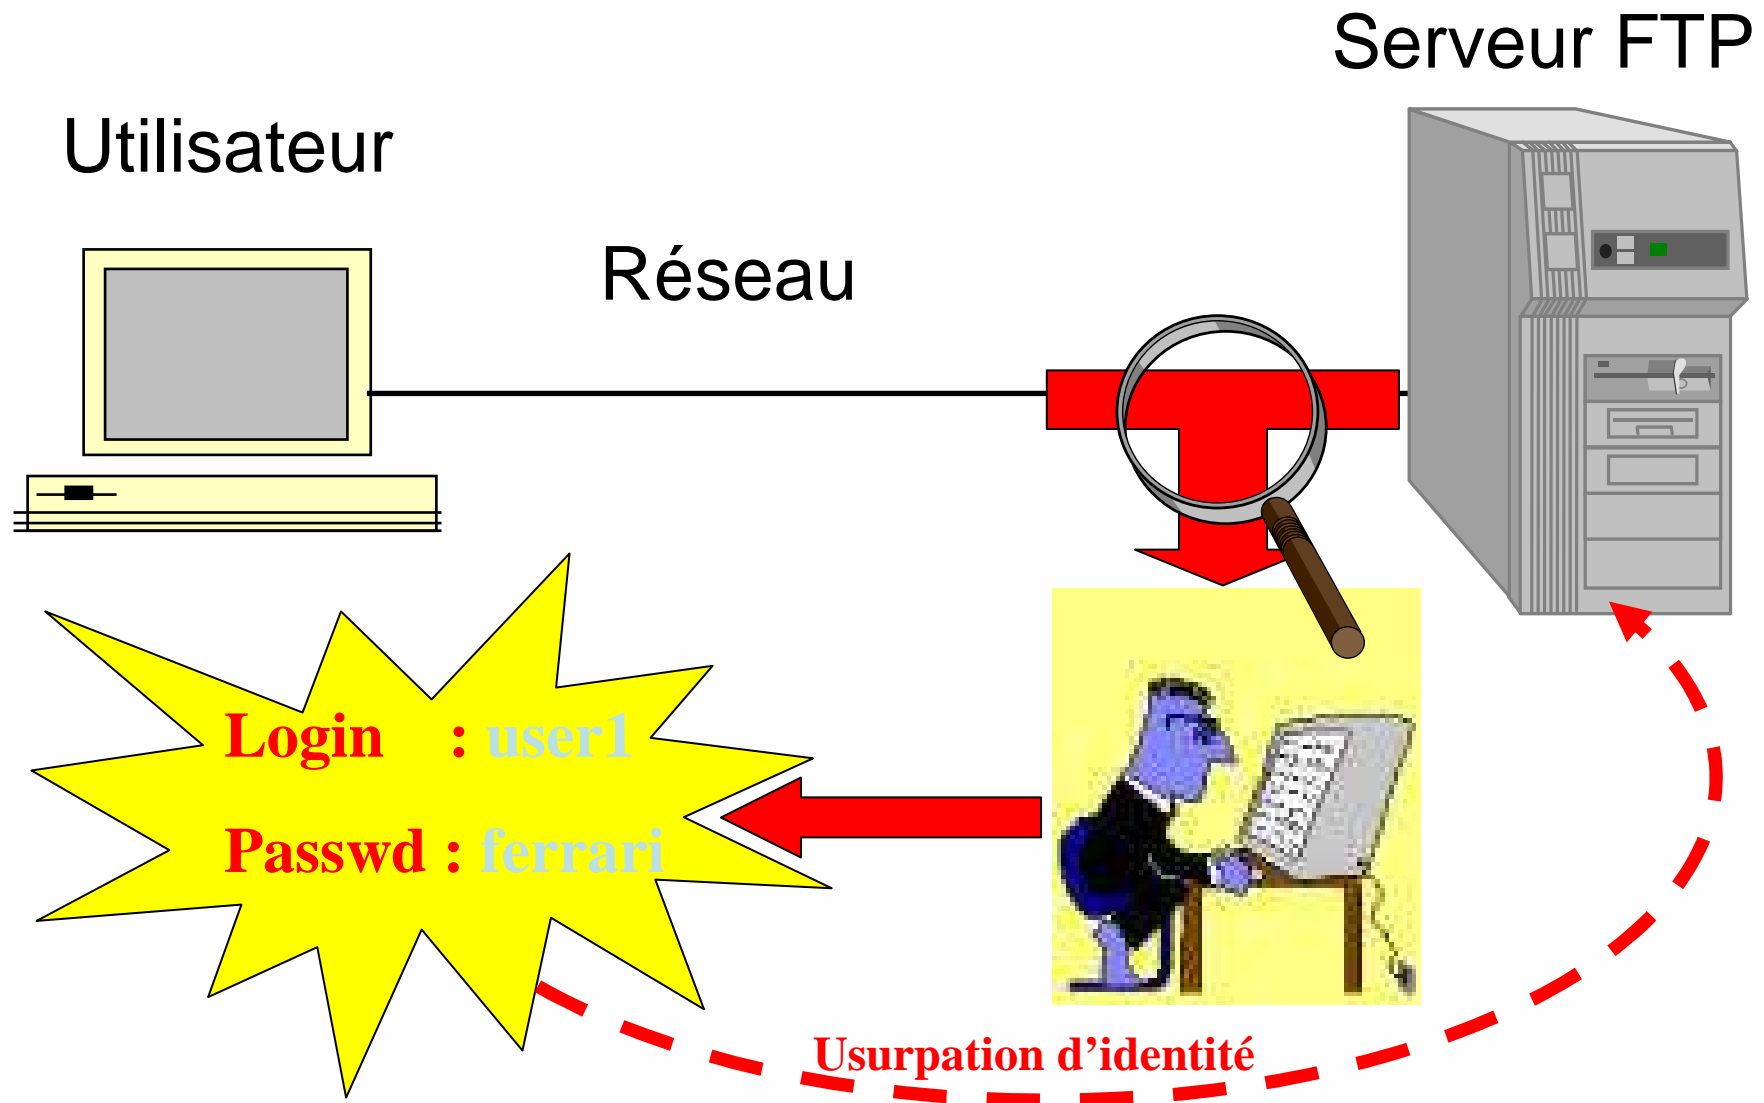 Serveur FTP
Utilisateur
Réseau
Login : user1
Passwd : ferrari
Usurpation d’identité